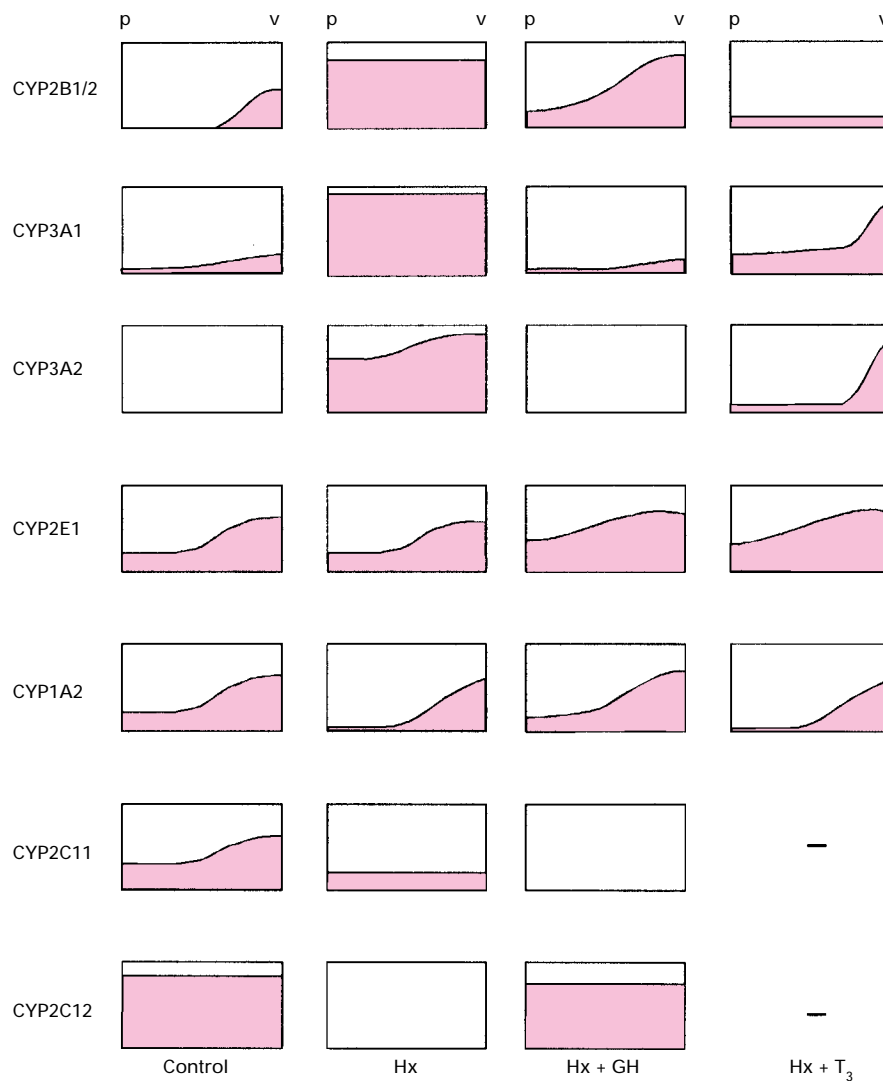 p v p v p v p v
CYP2B1/2
CYP3A1
CYP3A2
CYP2E1
CYP1A2
CYP2C11 –
CYP2C12 –
Control Hx Hx + GH Hx + T₃